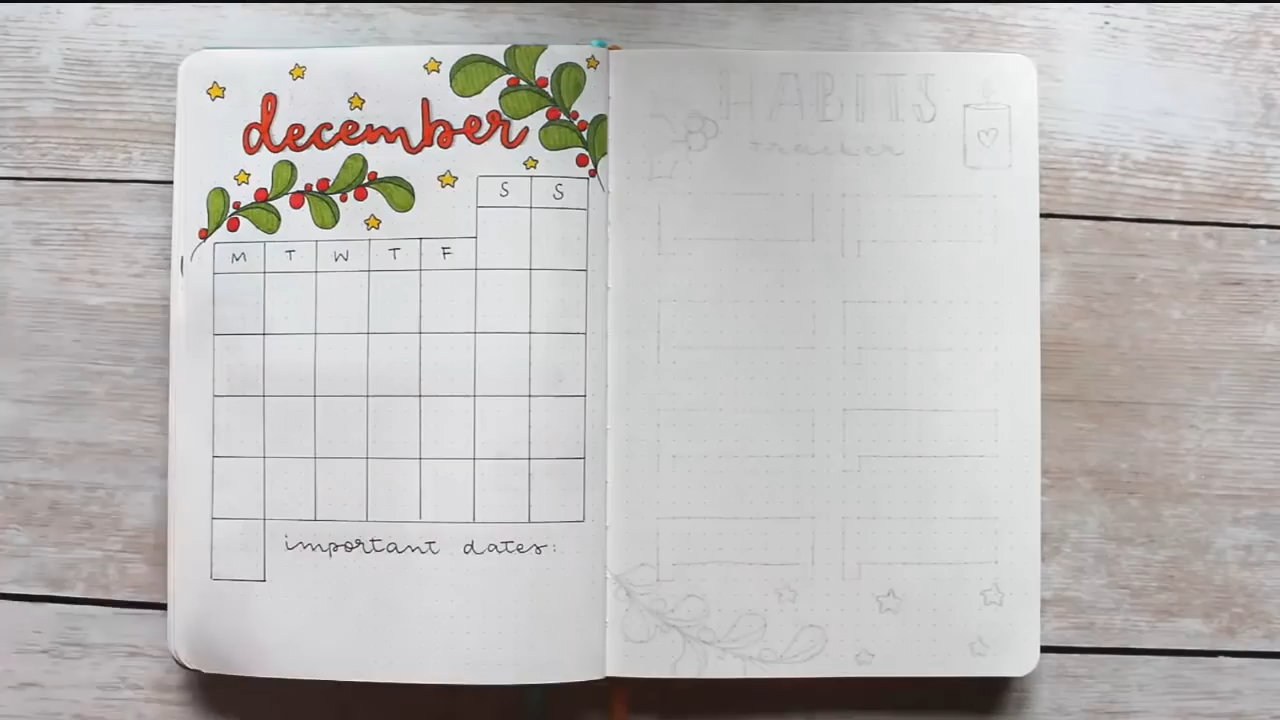 december
S S
M T W T F
important dates:
HABITS
tracker